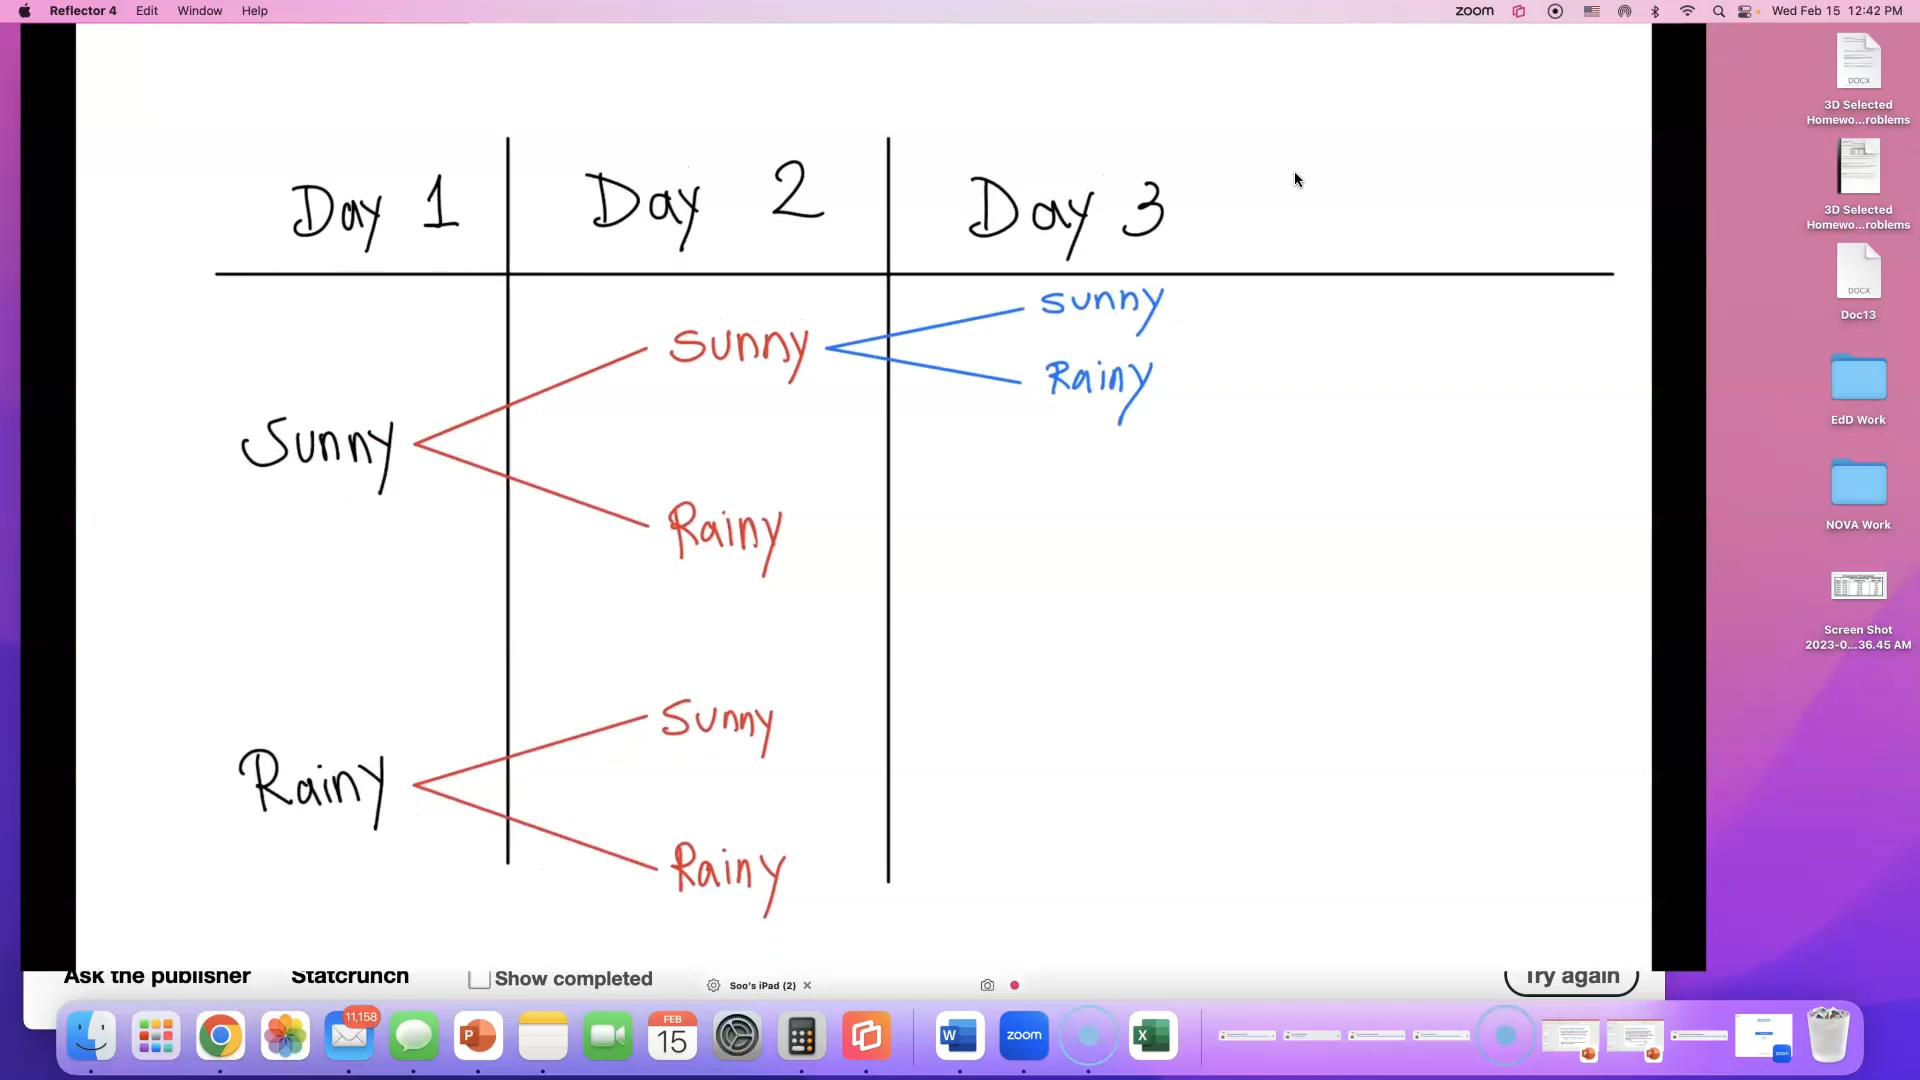 Reflector 4 Edit Window Help
zoom Wed Feb 15 12:42 PM
Day 1 Day 2 Day 3
Sunny
Sunny
Sunny
Rainy
Rainy
Rainy
Sunny
Rainy
DOCX
3D Selected
Homewo...roblems
3D Selected
Homewo...roblems
DOCX
Doc13
EdD Work
NOVA Work
Screen Shot
2023-0...36.45 AM
Ask the publisher Statcrunch Show completed Soo's iPad (2) Try again
11,158
FEB
15
zoom